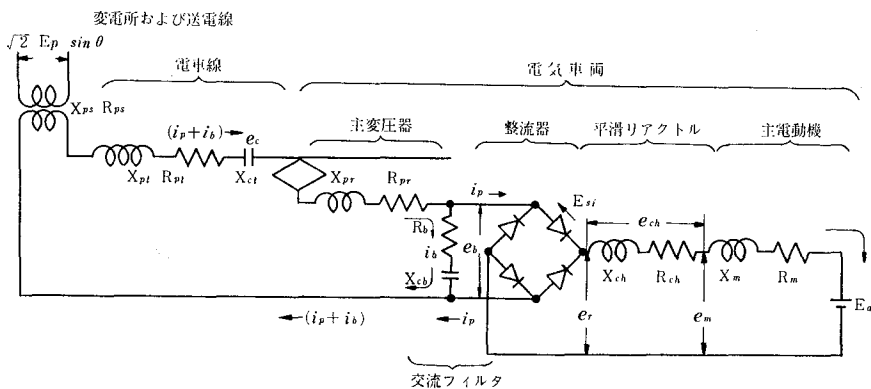 変電所および送電線
√2 Ep sin θ
電車線
電気車両
Xps Rps
(ip+ib)
ec
主変圧器
整流器
平滑リアクトル
主電動機
Xpt Rpt Xct
Xpr Rpr
ip
Esi
ech
Rb
ib
eb
Xcb
Xch Rch Xm Rm
er
em
Ea
(ip+ib)
ip
交流フィルタ